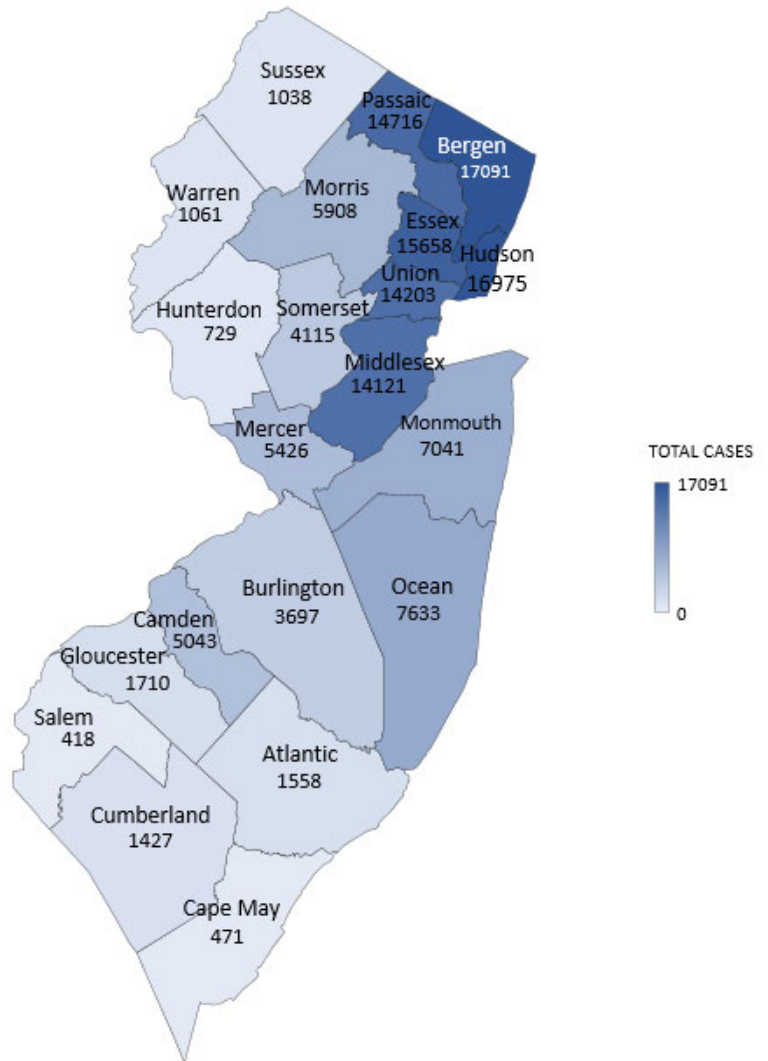 Sussex
1038
Passaic
14716
Bergen
17091
Warren
1061
Morris
5908
Essex
15658
Hudson
16975
Union
14203
Hunterdon
729
Somerset
4115
Middlesex
14121
Mercer
5426
Monmouth
7041
TOTAL CASES
17091
0
Burlington
3697
Ocean
7633
Camden
5043
Gloucester
1710
Salem
418
Atlantic
1558
Cumberland
1427
Cape May
471